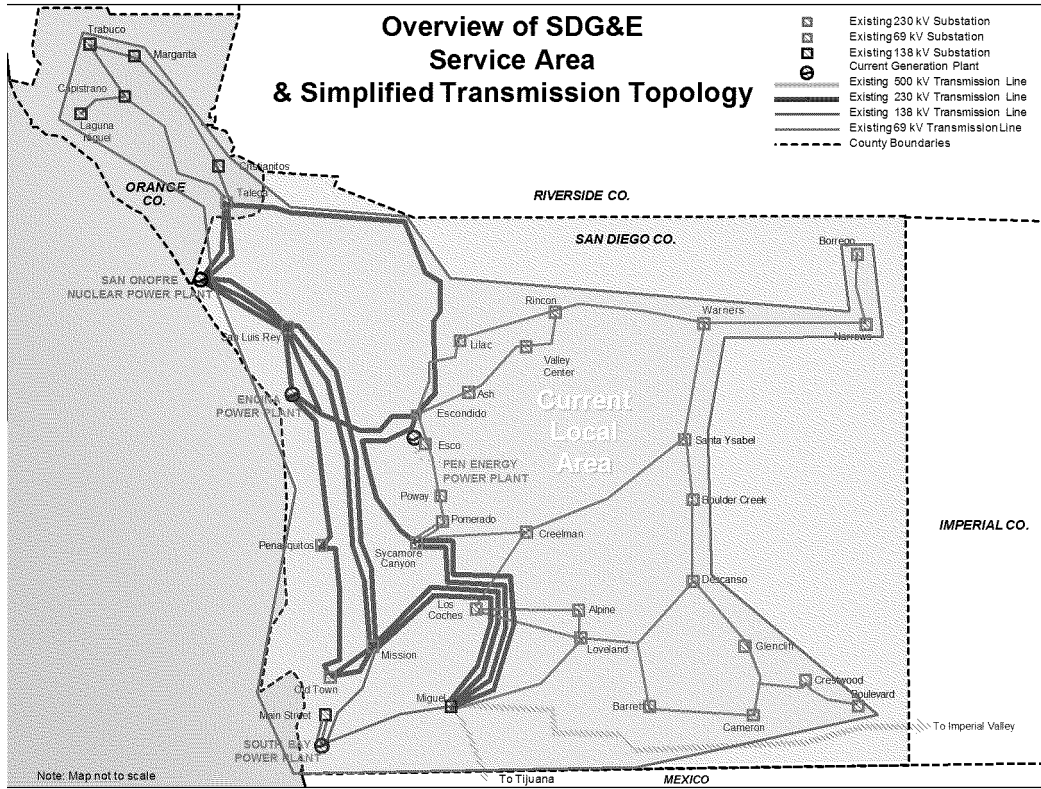 Overview of SDG&E
Service Area
& Simplified Transmission Topology
Existing 230 kV Substation
Existing 69 kV Substation
Existing 138 kV Substation
Current Generation Plant
Existing 500 kV Transmission Line
Existing 230 kV Transmission Line
Existing 138 kV Transmission Line
Existing 69 kV Transmission Line
County Boundaries
Trabuco
Margarita
Capistrano
Laguna
Niguel
Cristianitos
ORANGE
CO.
Talega
RIVERSIDE CO.
SAN DIEGO CO.
Borrego
SAN ONOFRE
NUCLEAR POWER PLANT
Rincon
Warners
San Luis Rey
Narrows
Lilac
Valley
Center
Ash
ENCINA
POWER PLANT
Current
Local
Area
Escondido
Esco
Santa Ysabel
PEN ENERGY
POWER PLANT
Poway
Boulder Creek
Pomerado
IMPERIAL CO.
Creelman
Penasquitos
Sycamore
Canyon
Descanso
Los
Coches
Alpine
Loveland
Glencliff
Mission
Crestwood
Old Town
Miguel
Barrett
Boulevard
Main Street
Cameron
To Imperial Valley
SOUTH BAY
POWER PLANT
Note: Map not to scale
To Tijuana
MEXICO